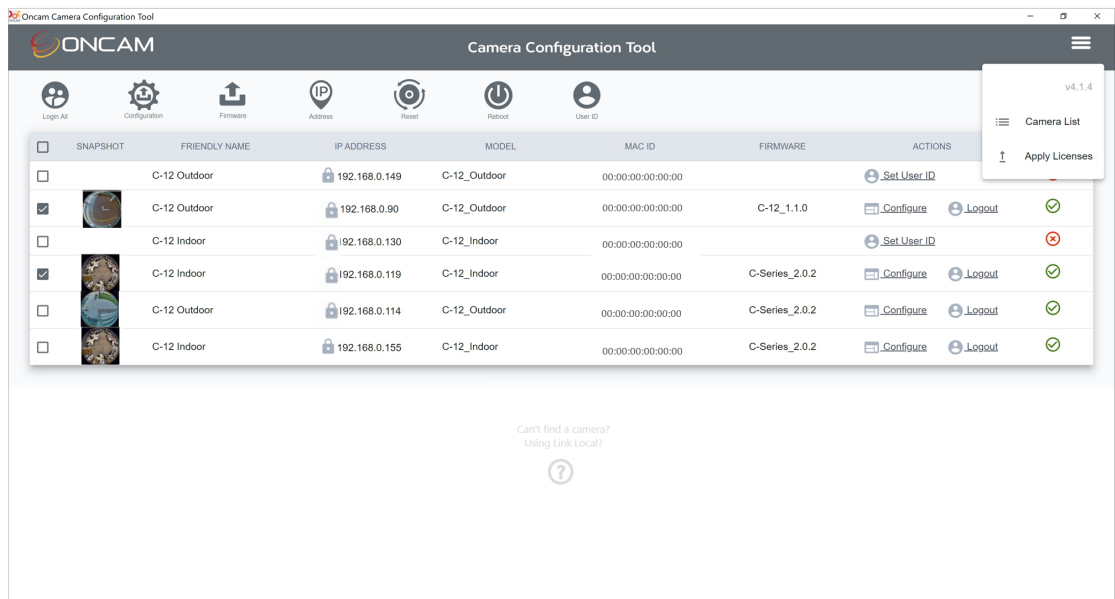 Oncam Camera Configuration Tool
ONCAM
Camera Configuration Tool
v4.1.4
Camera List
Apply Licenses
Login All Configuration Firmware Address Reset Reboot User ID
IP
SNAPSHOT FRIENDLY NAME IP ADDRESS MODEL MAC ID FIRMWARE ACTIONS
C-12 Outdoor 192.168.0.149 C-12_Outdoor 00:00:00:00:00:00 Set User ID
C-12 Outdoor 192.168.0.90 C-12_Outdoor 00:00:00:00:00:00 C-12_1.1.0 Configure Logout
C-12 Indoor 192.168.0.130 C-12_Indoor 00:00:00:00:00:00 Set User ID
C-12 Indoor 192.168.0.119 C-12_Indoor 00:00:00:00:00:00 C-Series_2.0.2 Configure Logout
C-12 Outdoor 192.168.0.114 C-12_Outdoor 00:00:00:00:00:00 C-Series_2.0.2 Configure Logout
C-12 Indoor 192.168.0.155 C-12_Indoor 00:00:00:00:00:00 C-Series_2.0.2 Configure Logout
Can't find a camera?
Using Link Local?
?